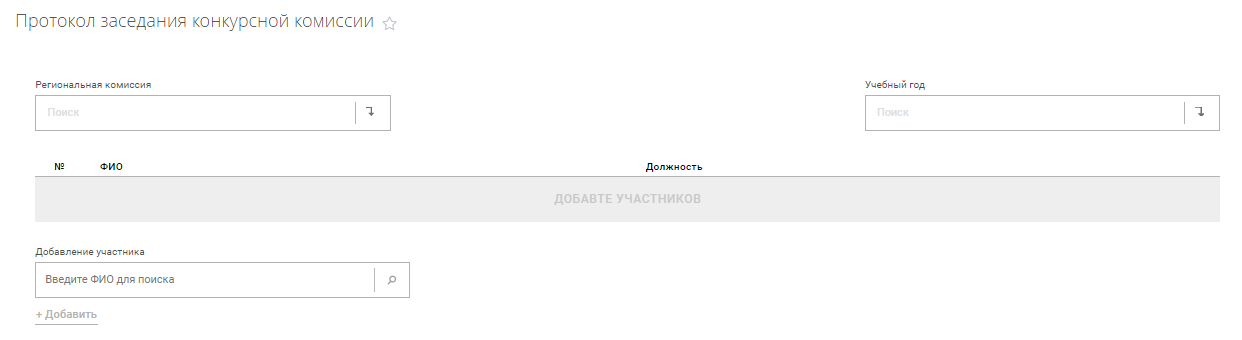 Протокол заседания конкурсной комиссии
Региональная комиссия
Учебный год
Поиск
Поиск
№ ФИО Должность
ДОБАВТЕ УЧАСТНИКОВ
Добавление участника
Введите ФИО для поиска
+ Добавить